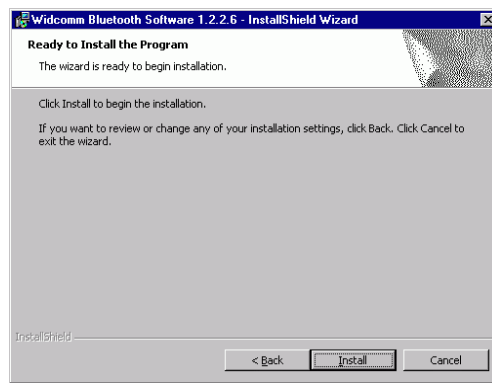 Widcomm Bluetooth Software 1.2.2.6 - InstallShield Wizard
Ready to Install the Program
The wizard is ready to begin installation.
Click Install to begin the installation.
If you want to review or change any of your installation settings, click Back. Click Cancel to
exit the wizard.
InstallShield
< Back
Install
Cancel